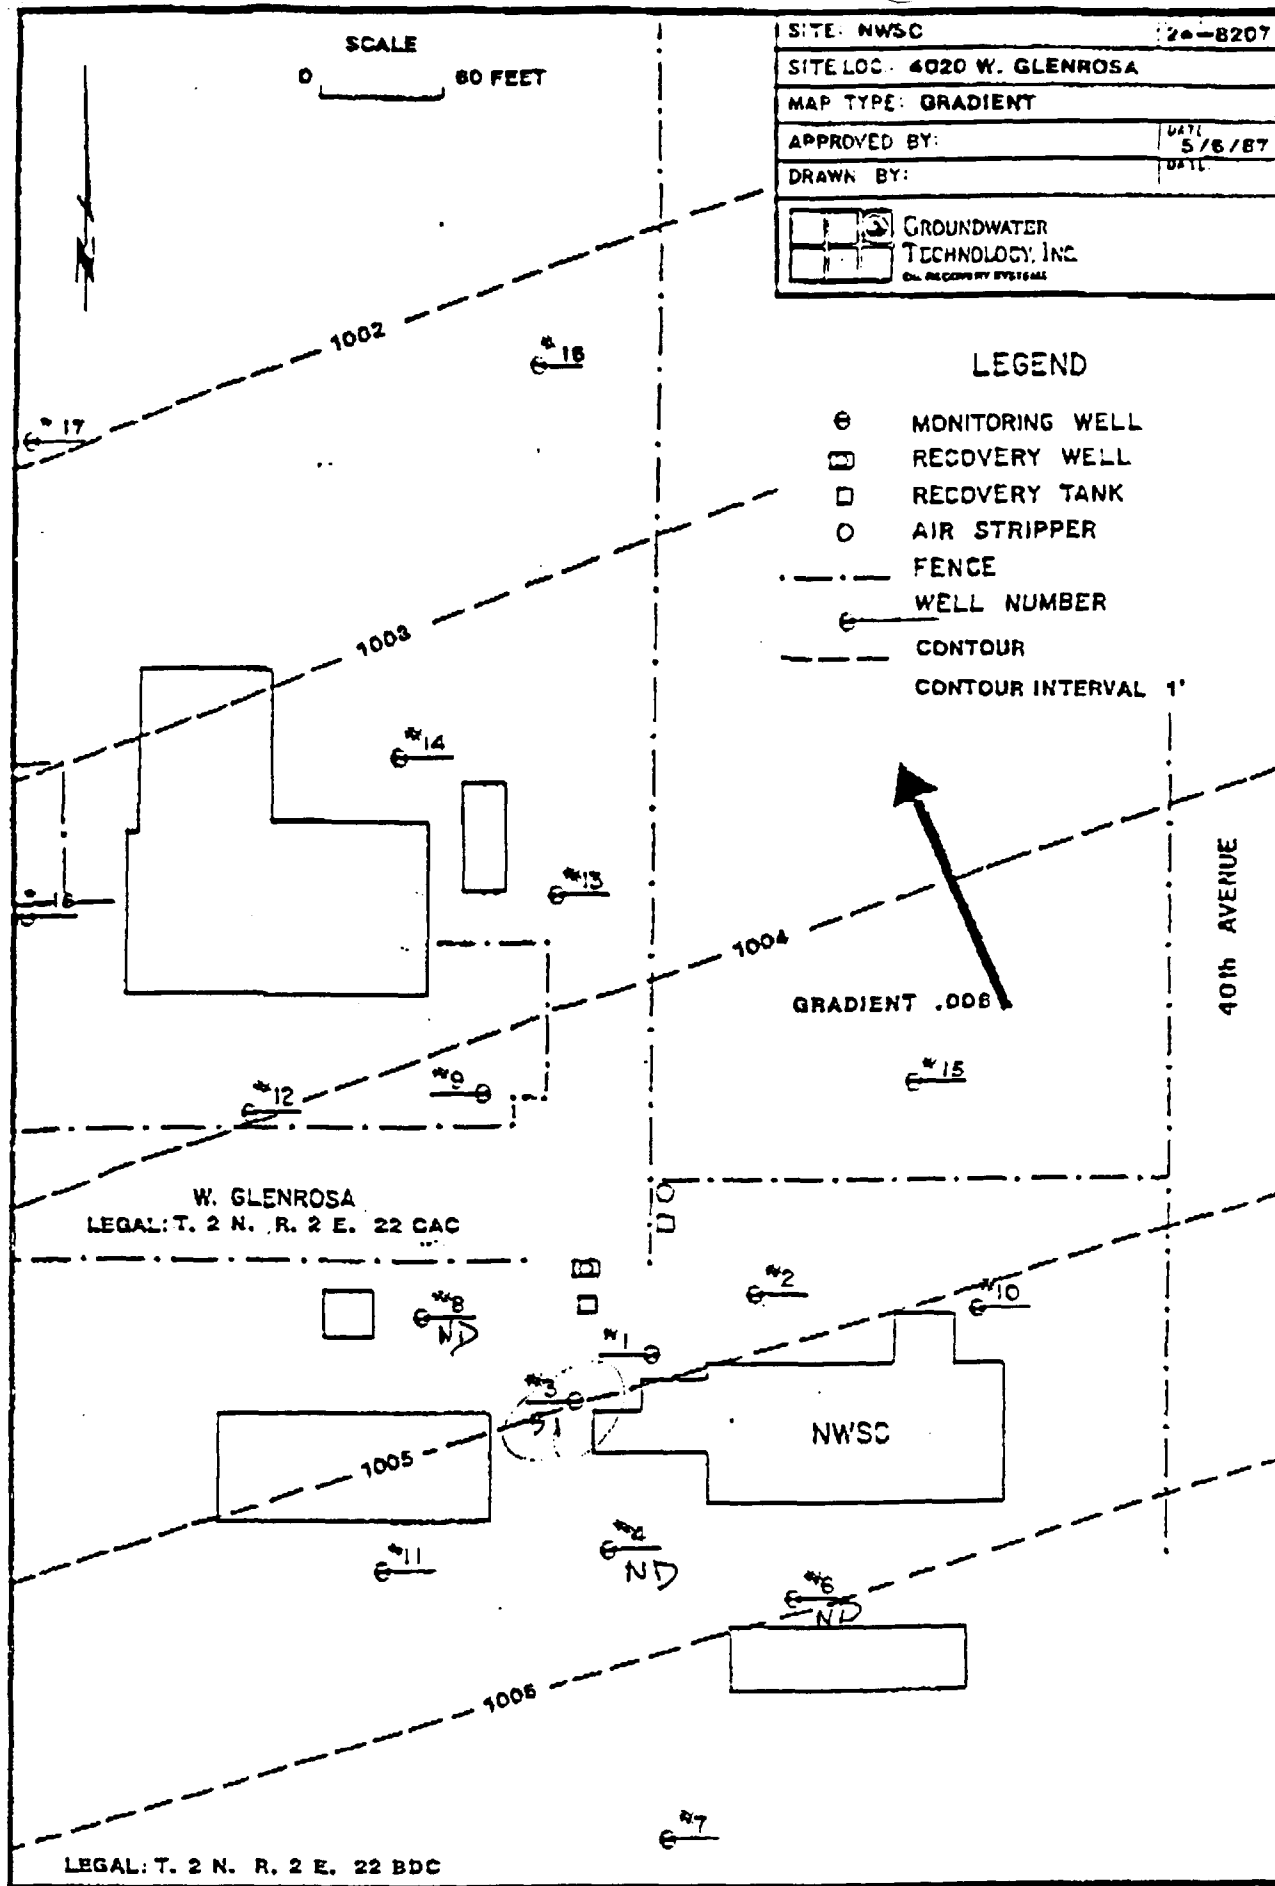 SCALE
0 60 FEET
SITE: NWSC
SITE LOC: 4020 W. GLENROSA
MAP TYPE: GRADIENT
APPROVED BY: DATE 5/6/87
DRAWN BY: DATE
GROUNDWATER
TECHNOLOGY, INC.
OIL RECOVERY SYSTEMS
N
1002
#17
LEGEND
MONITORING WELL
RECOVERY WELL
RECOVERY TANK
AIR STRIPPER
FENCE
WELL NUMBER
CONTOUR
CONTOUR INTERVAL 1'
1003
#14
#13
1004
GRADIENT
40th AVENUE
#15
#9
#12
W. GLENROSA
LEGAL: T. 2 N. R. 2 E. 22 CAC
#2
#10
#8
ND
#1
#3
NWSC
1005
#11
#4
ND
#6
ND
1006
#7
LEGAL: T. 2 N. R. 2 E. 22 BDC